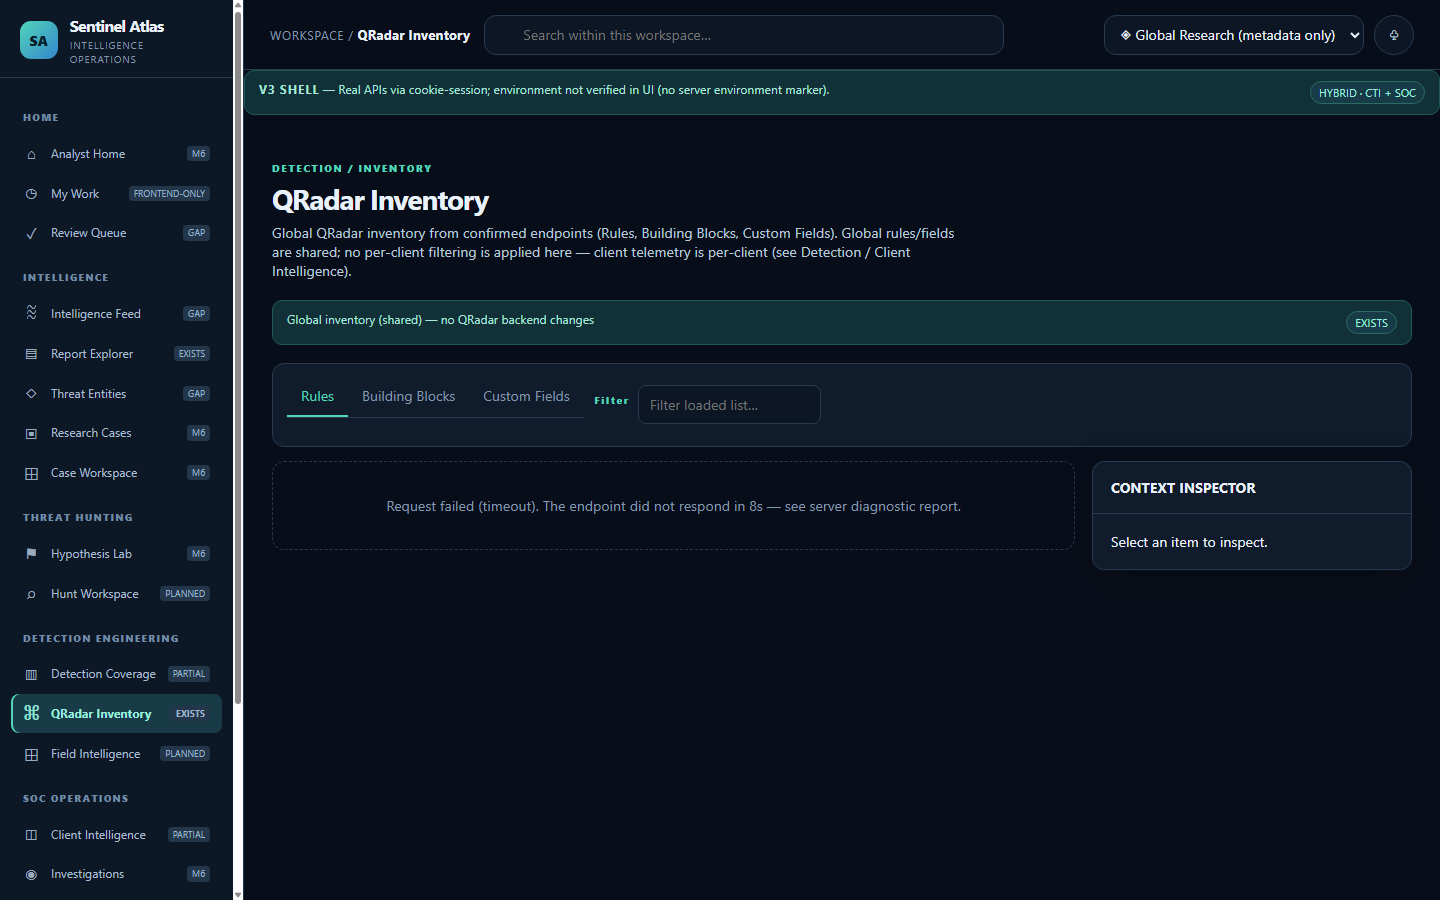 SA
Sentinel Atlas
INTELLIGENCE
OPERATIONS
HOME
Analyst Home M6
My Work FRONTEND-ONLY
Review Queue GAP
INTELLIGENCE
Intelligence Feed GAP
Report Explorer EXISTS
Threat Entities GAP
Research Cases M6
Case Workspace M6
THREAT HUNTING
Hypothesis Lab M6
Hunt Workspace PLANNED
DETECTION ENGINEERING
Detection Coverage PARTIAL
QRadar Inventory EXISTS
Field Intelligence PLANNED
SOC OPERATIONS
Client Intelligence PARTIAL
Investigations M6
WORKSPACE / QRadar Inventory
Search within this workspace...
◈ Global Research (metadata only)
V3 SHELL — Real APIs via cookie-session; environment not verified in UI (no server environment marker).
HYBRID · CTI + SOC
DETECTION / INVENTORY
QRadar Inventory
Global QRadar inventory from confirmed endpoints (Rules, Building Blocks, Custom Fields). Global rules/fields
are shared; no per-client filtering is applied here — client telemetry is per-client (see Detection / Client
Intelligence).
Global inventory (shared) — no QRadar backend changes
EXISTS
Rules Building Blocks Custom Fields Filter Filter loaded list...
Request failed (timeout). The endpoint did not respond in 8s — see server diagnostic report.
CONTEXT INSPECTOR
Select an item to inspect.